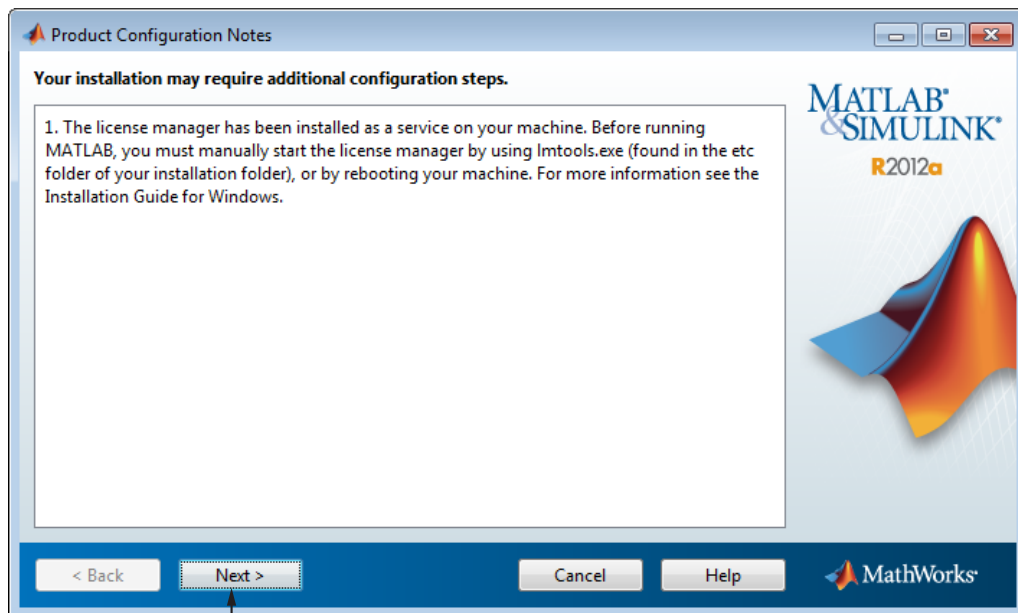 Product Configuration Notes
Your installation may require additional configuration steps.
1. The license manager has been installed as a service on your machine. Before running
MATLAB, you must manually start the license manager by using lmtools.exe (found in the etc
folder of your installation folder), or by rebooting your machine. For more information see the
Installation Guide for Windows.
MATLAB®
&SIMULINK®
R2012a
< Back
Next >
Cancel
Help
MathWorks®